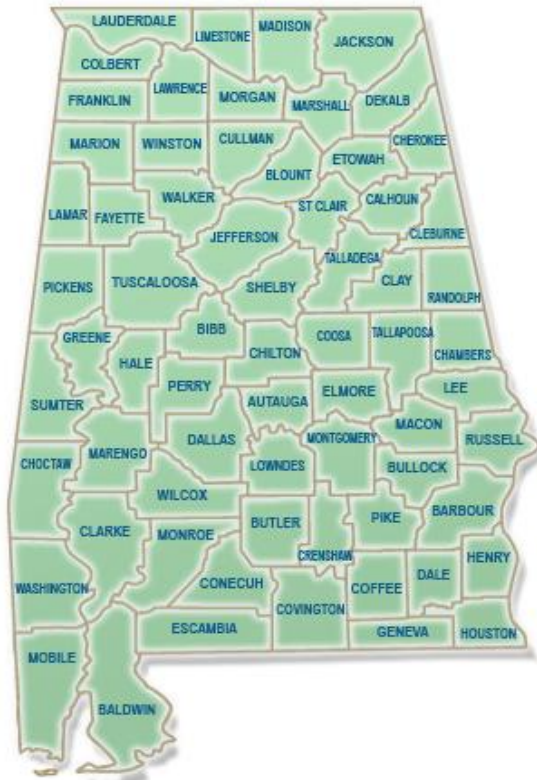 LAUDERDALE
LIMESTONE
MADISON
JACKSON
COLBERT
LAWRENCE
FRANKLIN
MORGAN
MARSHALL
DEKALB
MARION
WINSTON
CULLMAN
CHEROKEE
ETOWAH
BLOUNT
LAMAR
FAYETTE
WALKER
ST CLAIR
CALHOUN
JEFFERSON
CLEBURNE
TALLADEGA
PICKENS
TUSCALOOSA
SHELBY
CLAY
RANDOLPH
GREENE
BIBB
COOSA
TALLAPOOSA
HALE
CHILTON
CHAMBERS
PERRY
SUMTER
AUTAUGA
ELMORE
LEE
MACON
DALLAS
MONTGOMERY
RUSSELL
CHOCTAW
MARENGO
LOWNDES
BULLOCK
WILCOX
CLARKE
MONROE
BUTLER
PIKE
BARBOUR
CRENSHAW
HENRY
WASHINGTON
CONECUH
COFFEE
DALE
COVINGTON
ESCAMBIA
GENEVA
HOUSTON
MOBILE
BALDWIN